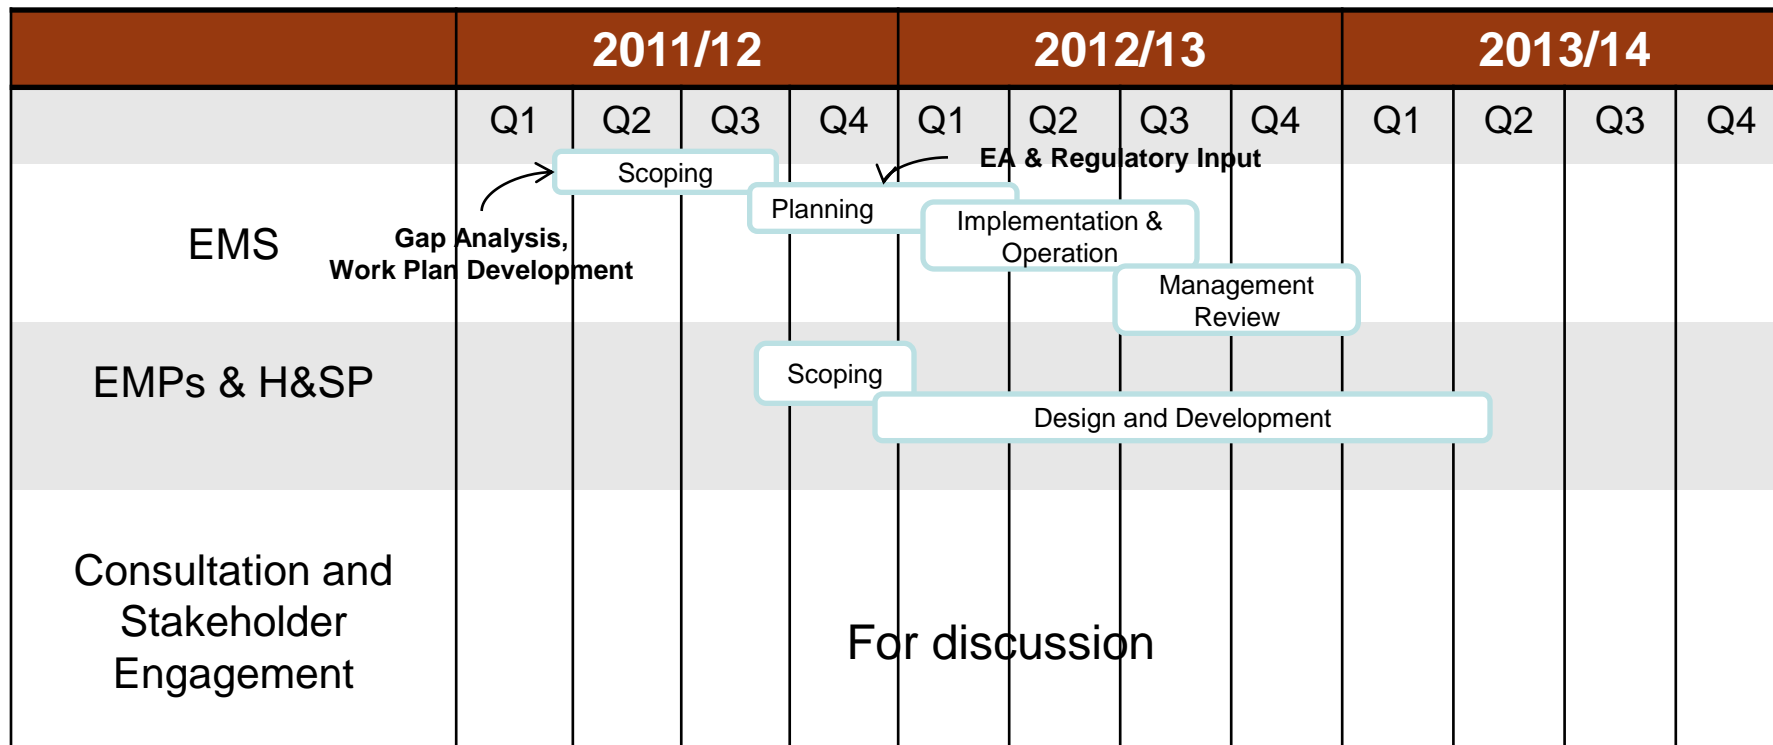 2011/12 2012/13 2013/14
Q1 Q2 Q3 Q4 Q1 Q2 Q3 Q4 Q1 Q2 Q3 Q4
EMS
Scoping
EA & Regulatory Input
Planning
Gap Analysis,
Work Plan Development
Implementation &
Operation
Management
Review
EMPs & H&SP
Scoping
Design and Development
Consultation and
Stakeholder
Engagement
For discussion